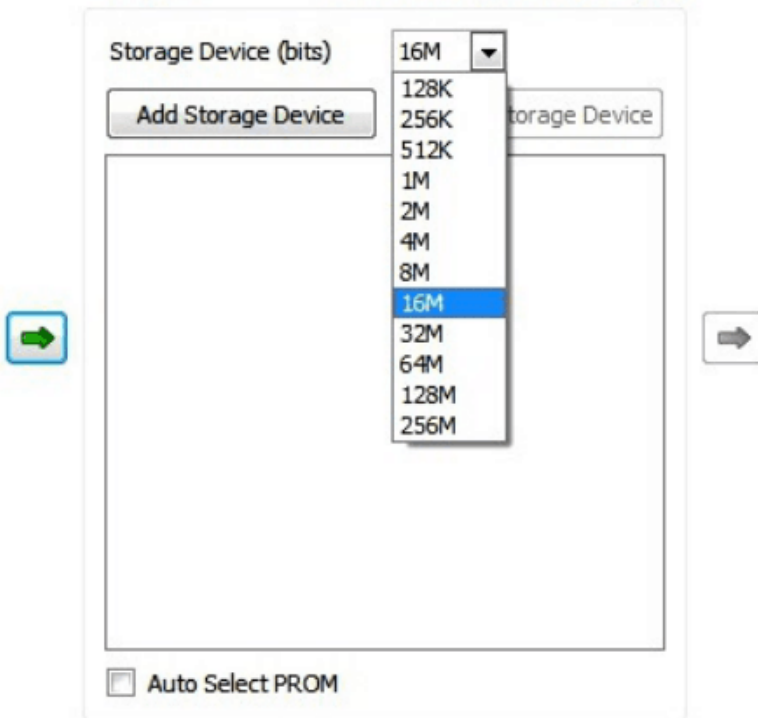 Storage Device (bits) 16M
Add Storage Device torage Device
128K
256K
512K
1M
2M
4M
8M
16M
32M
64M
128M
256M
Auto Select PROM